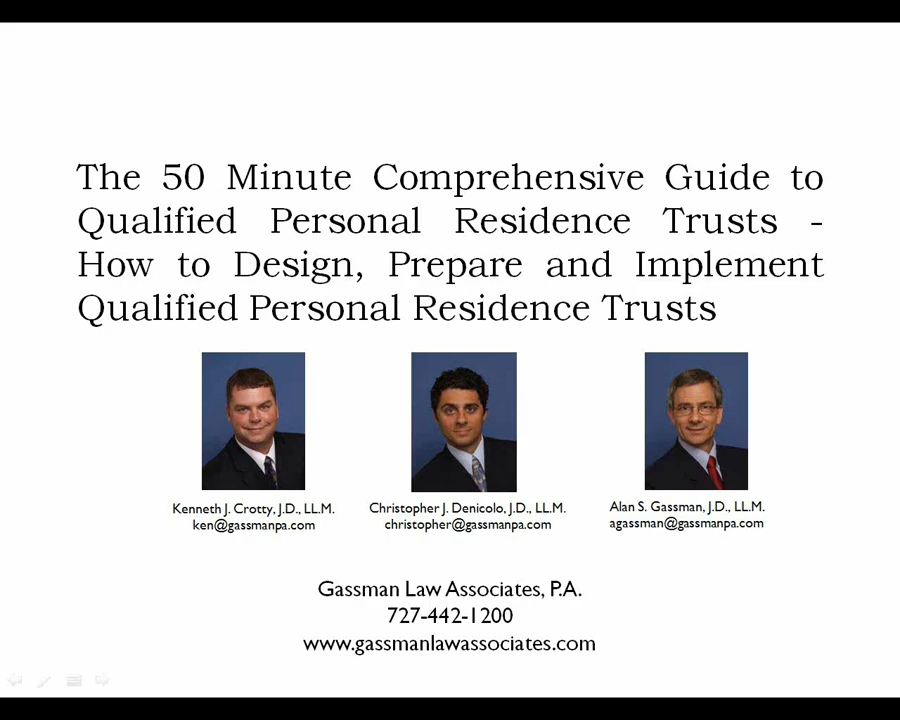 The 50 Minute Comprehensive Guide to
Qualified Personal Residence Trusts -
How to Design, Prepare and Implement
Qualified Personal Residence Trusts
Kenneth J. Crotty, J.D., LL.M.
ken@gassmanpa.com
Christopher J. Denicolo, J.D., LL.M.
christopher@gassmanpa.com
Alan S. Gassman, J.D., LL.M.
agassman@gassmanpa.com
Gassman Law Associates, P.A.
727-442-1200
www.gassmanlawassociates.com